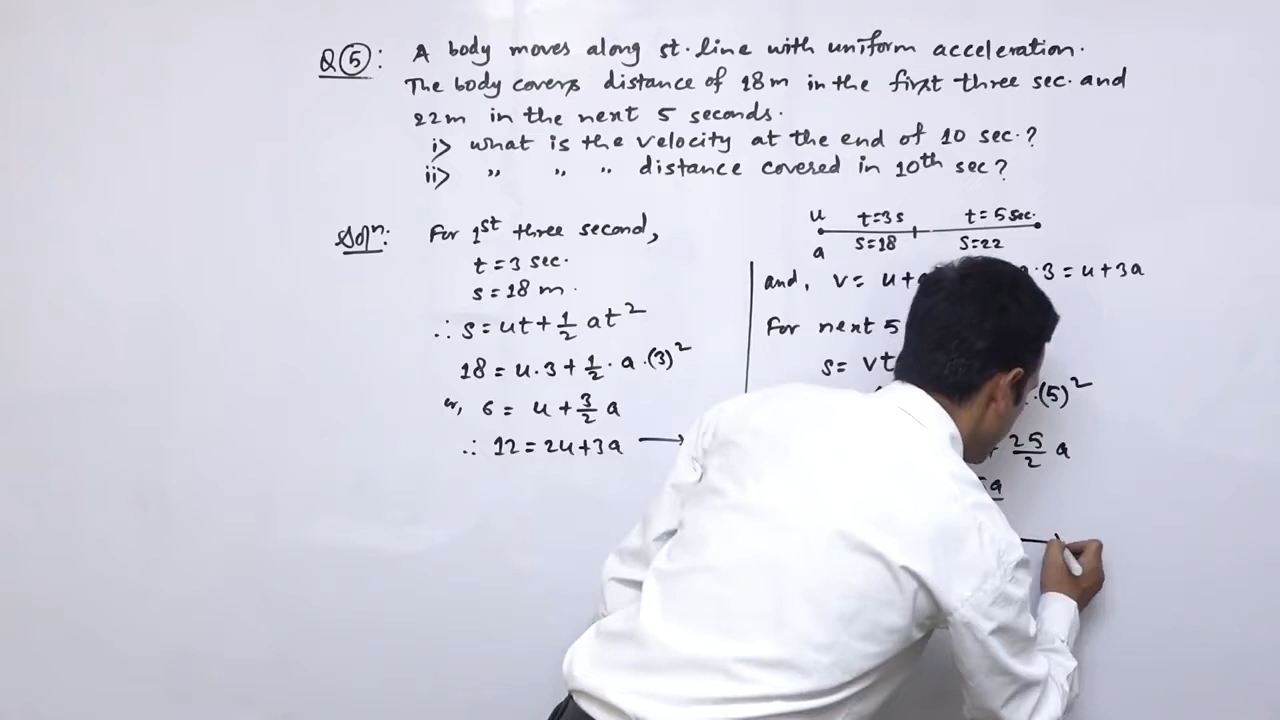 Q⑤: A body moves along st. line with uniform acceleration.
The body covers distance of 18m in the first three sec. and
22m in the next 5 seconds.
i> what is the velocity at the end of 10 sec.?
ii> " " " distance covered in 10th sec?
Solⁿ: For 1st three second,
t = 3 sec.
s = 18 m.
∴ s = ut + 1/2 at²
18 = u·3 + 1/2 · a · (3)²
or, 6 = u + 3/2 a
∴ 12 = 2u + 3a →
u t=3s t=5sec.
a s=18 s=22
and, v = u+ ·3 = u+3a
For next 5
s = vt
·(5)²
25/2 a
a